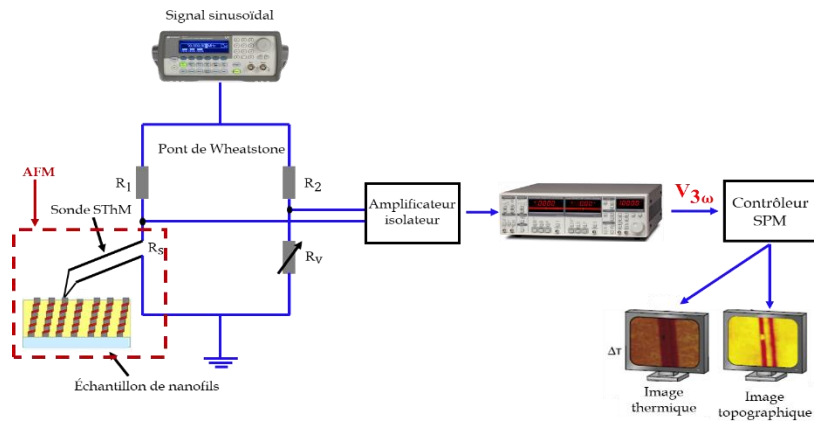 Signal sinusoïdal
Pont de Wheatstone
R1
R2
AFM
Sonde SThM
Rs
Rv
Amplificateur
isolateur
V3ω
Contrôleur
SPM
Échantillon de nanofils
ΔT
Image
thermique
Image
topographique